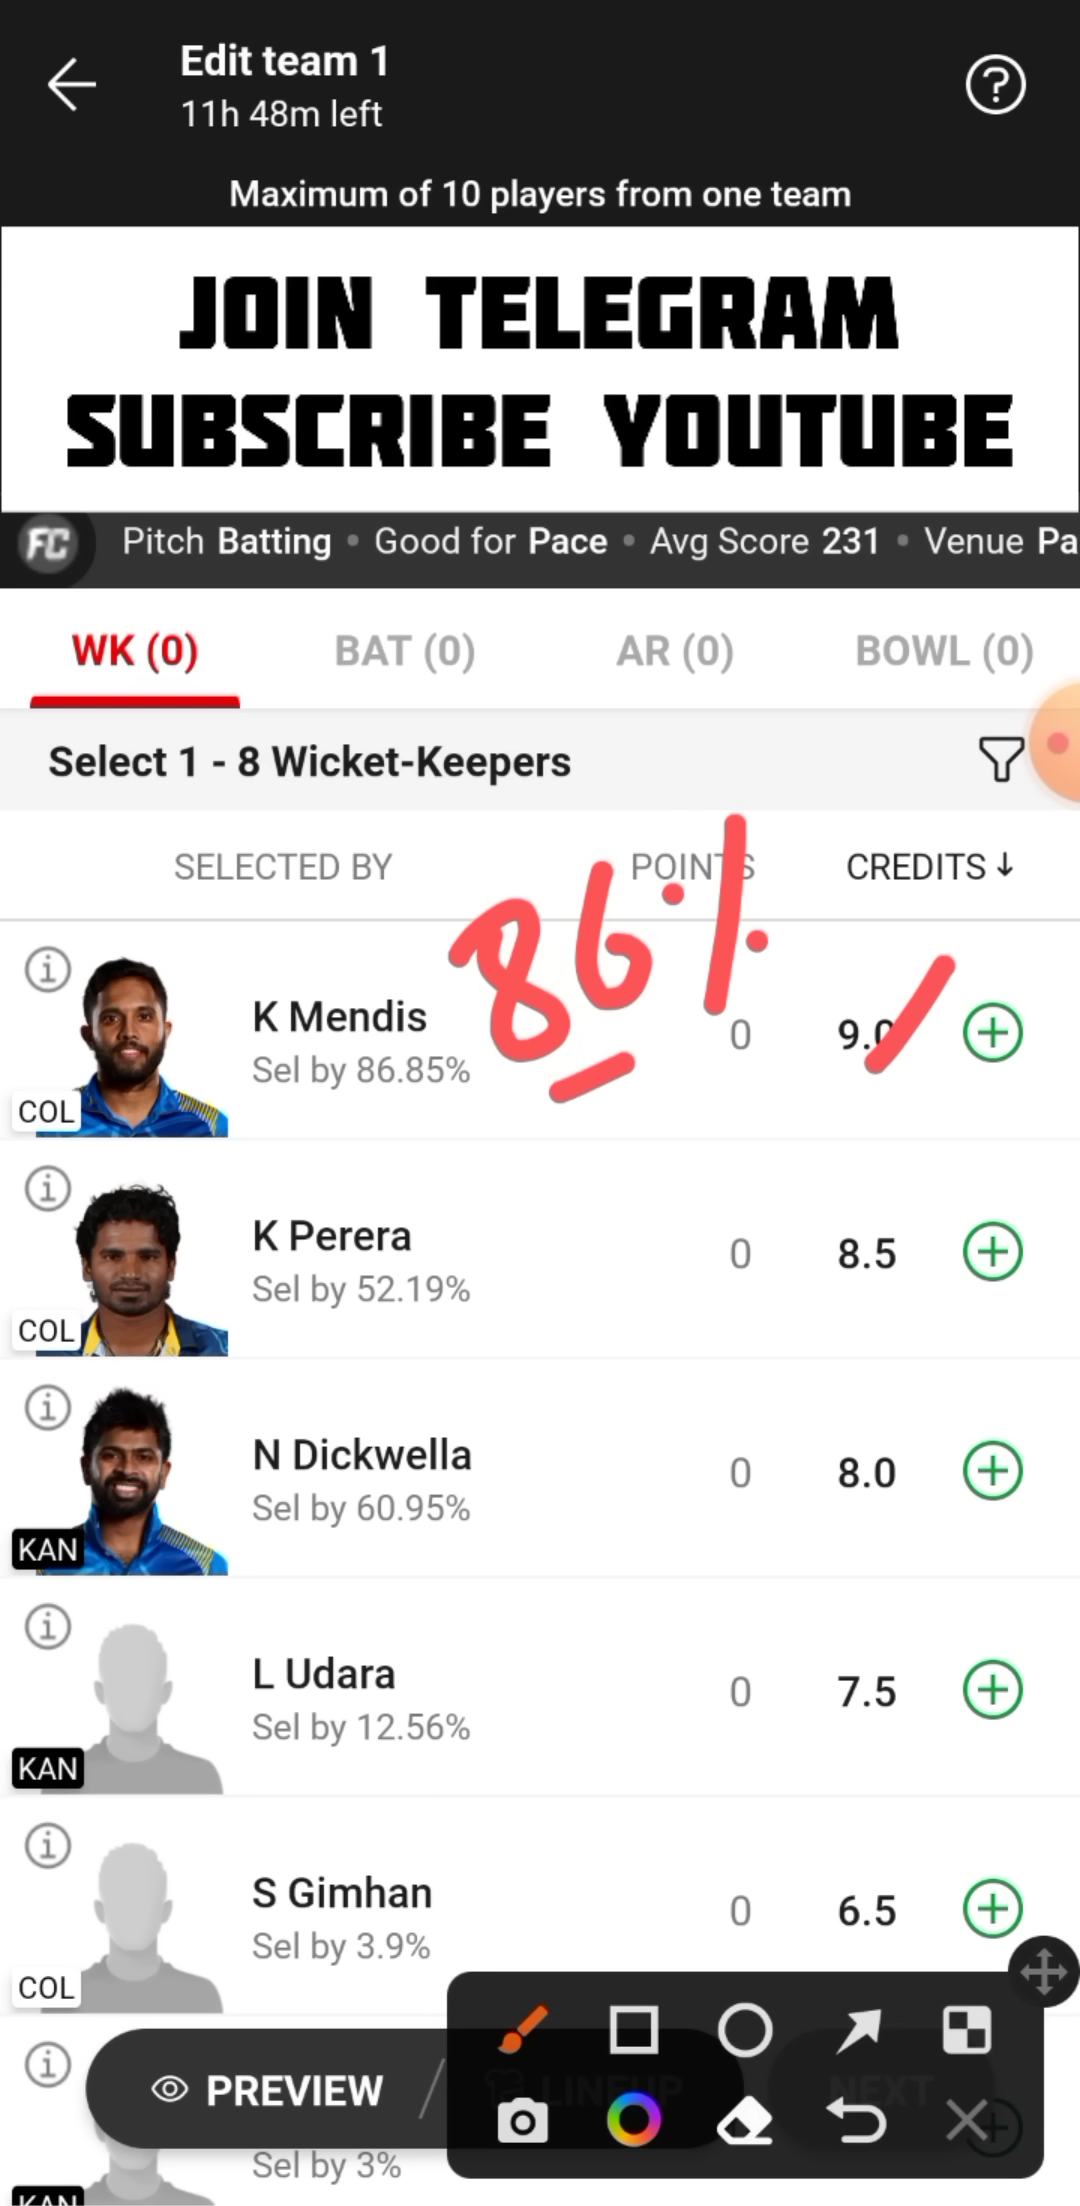 Edit team 1
11h 48m left
Maximum of 10 players from one team
JOIN TELEGRAM
SUBSCRIBE YOUTUBE
FC Pitch Batting • Good for Pace • Avg Score 231 • Venue Pa
WK (0) BAT (0) AR (0) BOWL (0)
Select 1 - 8 Wicket-Keepers
SELECTED BY POINTS CREDITS ↓
86%
K Mendis
Sel by 86.85%
0 9.0
COL
K Perera
Sel by 52.19%
0 8.5
COL
N Dickwella
Sel by 60.95%
0 8.0
KAN
L Udara
Sel by 12.56%
0 7.5
KAN
S Gimhan
Sel by 3.9%
0 6.5
COL
PREVIEW LINEUP NEXT
Sel by 3%
KAN